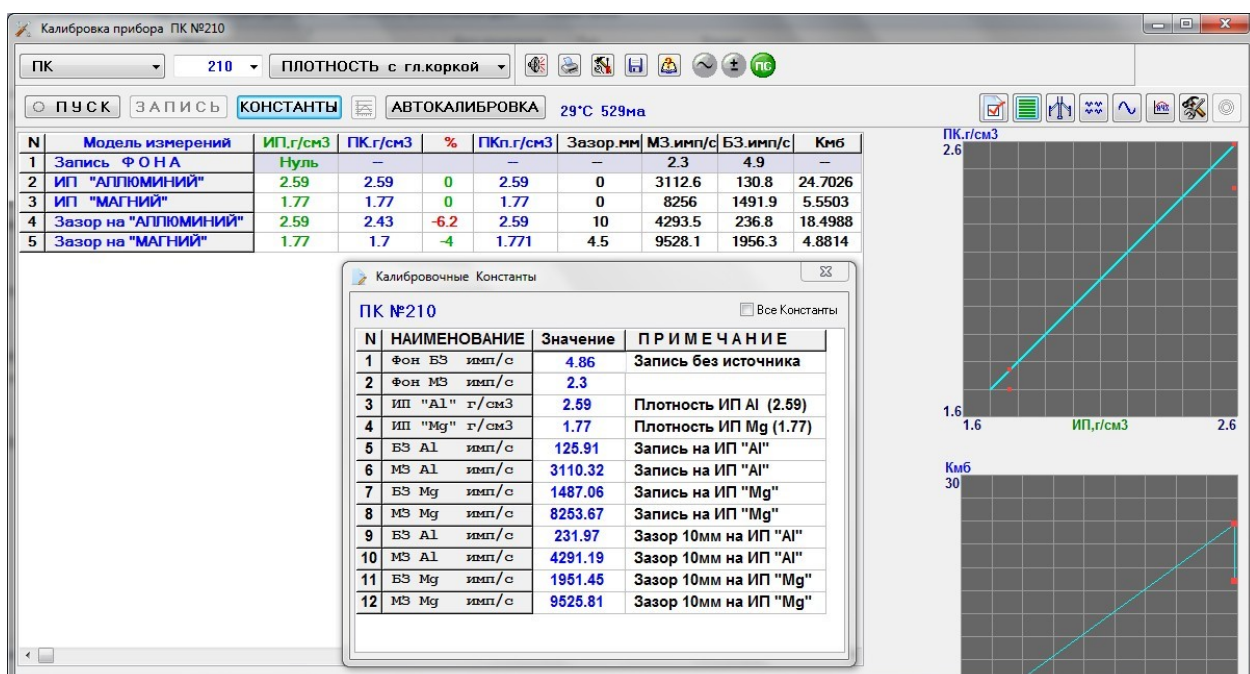 Калибровка прибора ПК №210
ПК 210 ПЛОТНОСТЬ с гл.коркой ПС
ПУСК ЗАПИСЬ КОНСТАНТЫ АВТОКАЛИБРОВКА 29°C 529ма
N Модель измерений ИП,г/см3 ПК.г/см3 % ПКп.г/см3 Зазор.мм МЗ.имп/с БЗ.имп/с Кмб
1 Запись ФОНА Нуль – – – – 2.3 4.9 –
2 ИП "АЛЛЮМИНИЙ" 2.59 2.59 0 2.59 0 3112.6 130.8 24.7026
3 ИП "МАГНИЙ" 1.77 1.77 0 1.77 0 8256 1491.9 5.5503
4 Зазор на "АЛЛЮМИНИЙ" 2.59 2.43 -6.2 2.59 10 4293.5 236.8 18.4988
5 Зазор на "МАГНИЙ" 1.77 1.7 -4 1.771 4.5 9528.1 1956.3 4.8814
Калибровочные Константы
ПК №210 Все Константы
N НАИМЕНОВАНИЕ Значение ПРИМЕЧАНИЕ
1 Фон БЗ имп/с 4.86 Запись без источника
2 Фон МЗ имп/с 2.3
3 ИП "Al" г/см3 2.59 Плотность ИП Al (2.59)
4 ИП "Mg" г/см3 1.77 Плотность ИП Mg (1.77)
5 БЗ Al имп/с 125.91 Запись на ИП "Al"
6 МЗ Al имп/с 3110.32 Запись на ИП "Al"
7 БЗ Mg имп/с 1487.06 Запись на ИП "Mg"
8 МЗ Mg имп/с 8253.67 Запись на ИП "Mg"
9 БЗ Al имп/с 231.97 Зазор 10мм на ИП "Al"
10 МЗ Al имп/с 4291.19 Зазор 10мм на ИП "Al"
11 БЗ Mg имп/с 1951.45 Зазор 10мм на ИП "Mg"
12 МЗ Mg имп/с 9525.81 Зазор 10мм на ИП "Mg"
ПК.г/см3
2.6
1.6
1.6 ИП,г/см3 2.6
Кмб
30